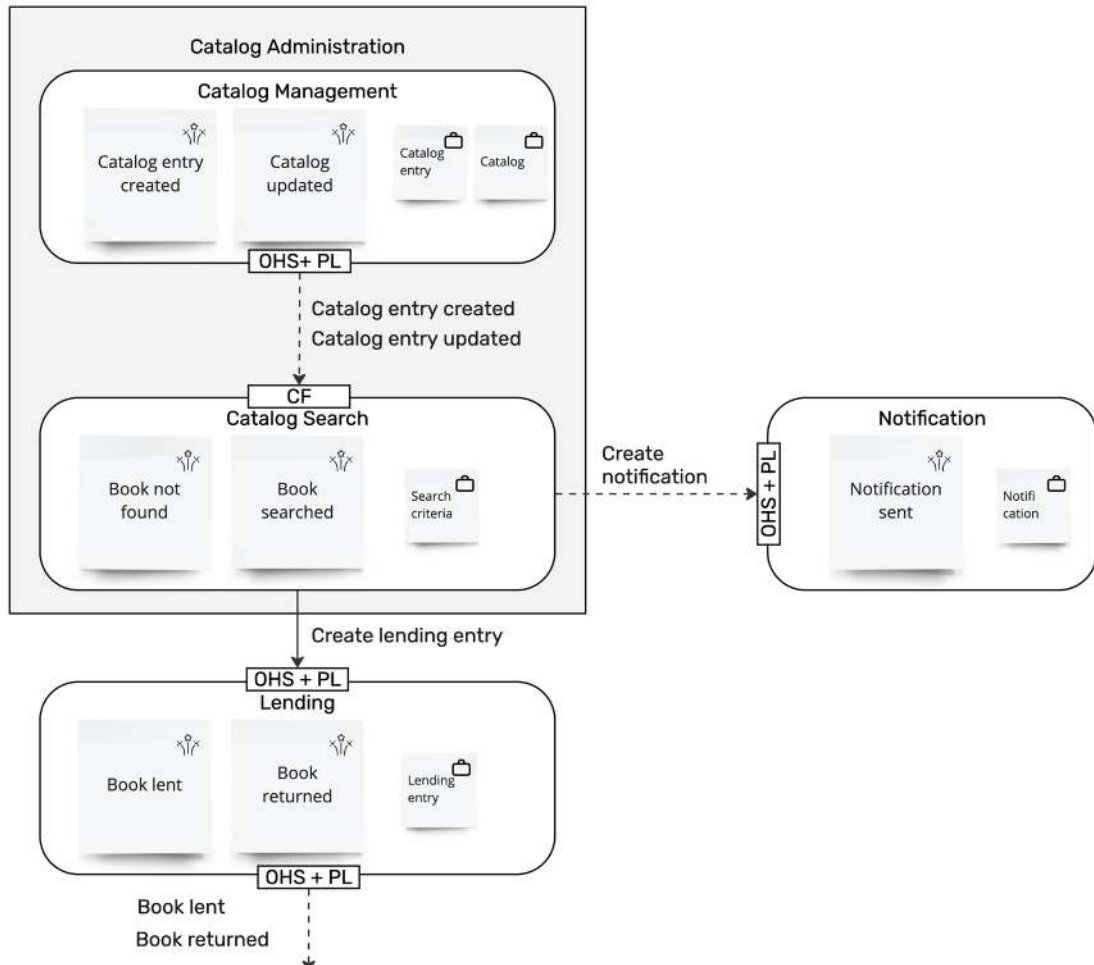 Catalog Administration
Catalog Management
Catalog entry
created
Catalog
updated
Catalog
entry
Catalog
OHS+ PL
Catalog entry created
Catalog entry updated
CF
Catalog Search
Book not
found
Book
searched
Search
criteria
Create
notification
OHS + PL
Notification
Notification
sent
Notifi
cation
Create lending entry
OHS + PL
Lending
Book lent
Book
returned
Lending
entry
OHS + PL
Book lent
Book returned